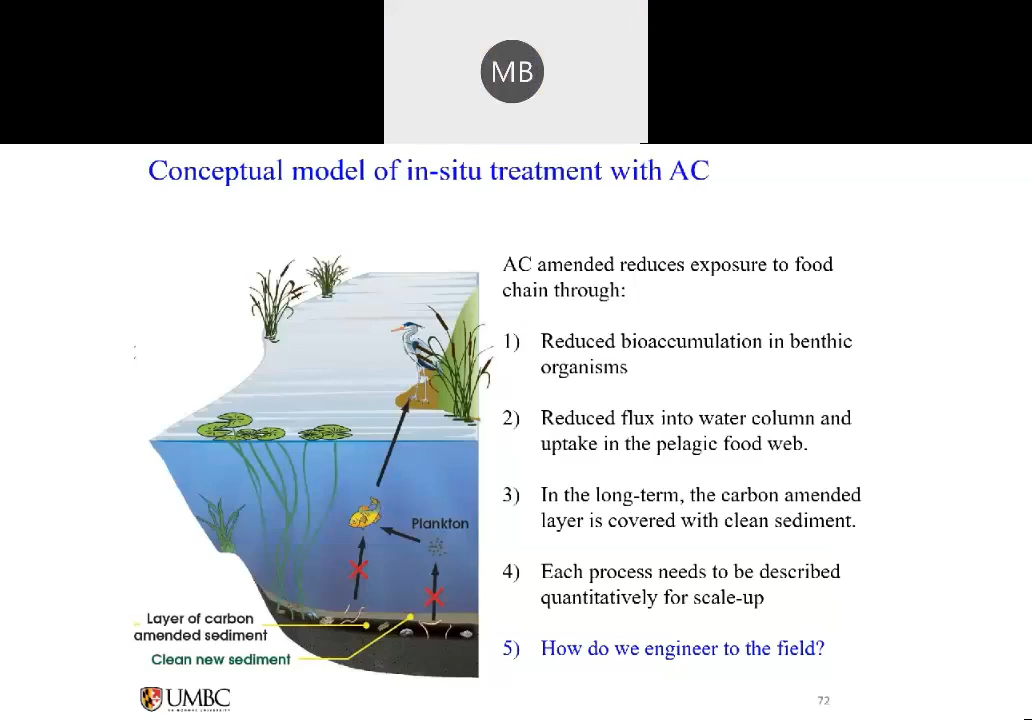 MB
Conceptual model of in-situ treatment with AC
AC amended reduces exposure to food
chain through:
1) Reduced bioaccumulation in benthic
organisms
2) Reduced flux into water column and
uptake in the pelagic food web.
3) In the long-term, the carbon amended
layer is covered with clean sediment.
4) Each process needs to be described
quantitatively for scale-up
5) How do we engineer to the field?
Plankton
Layer of carbon
amended sediment
Clean new sediment
UMBC
72